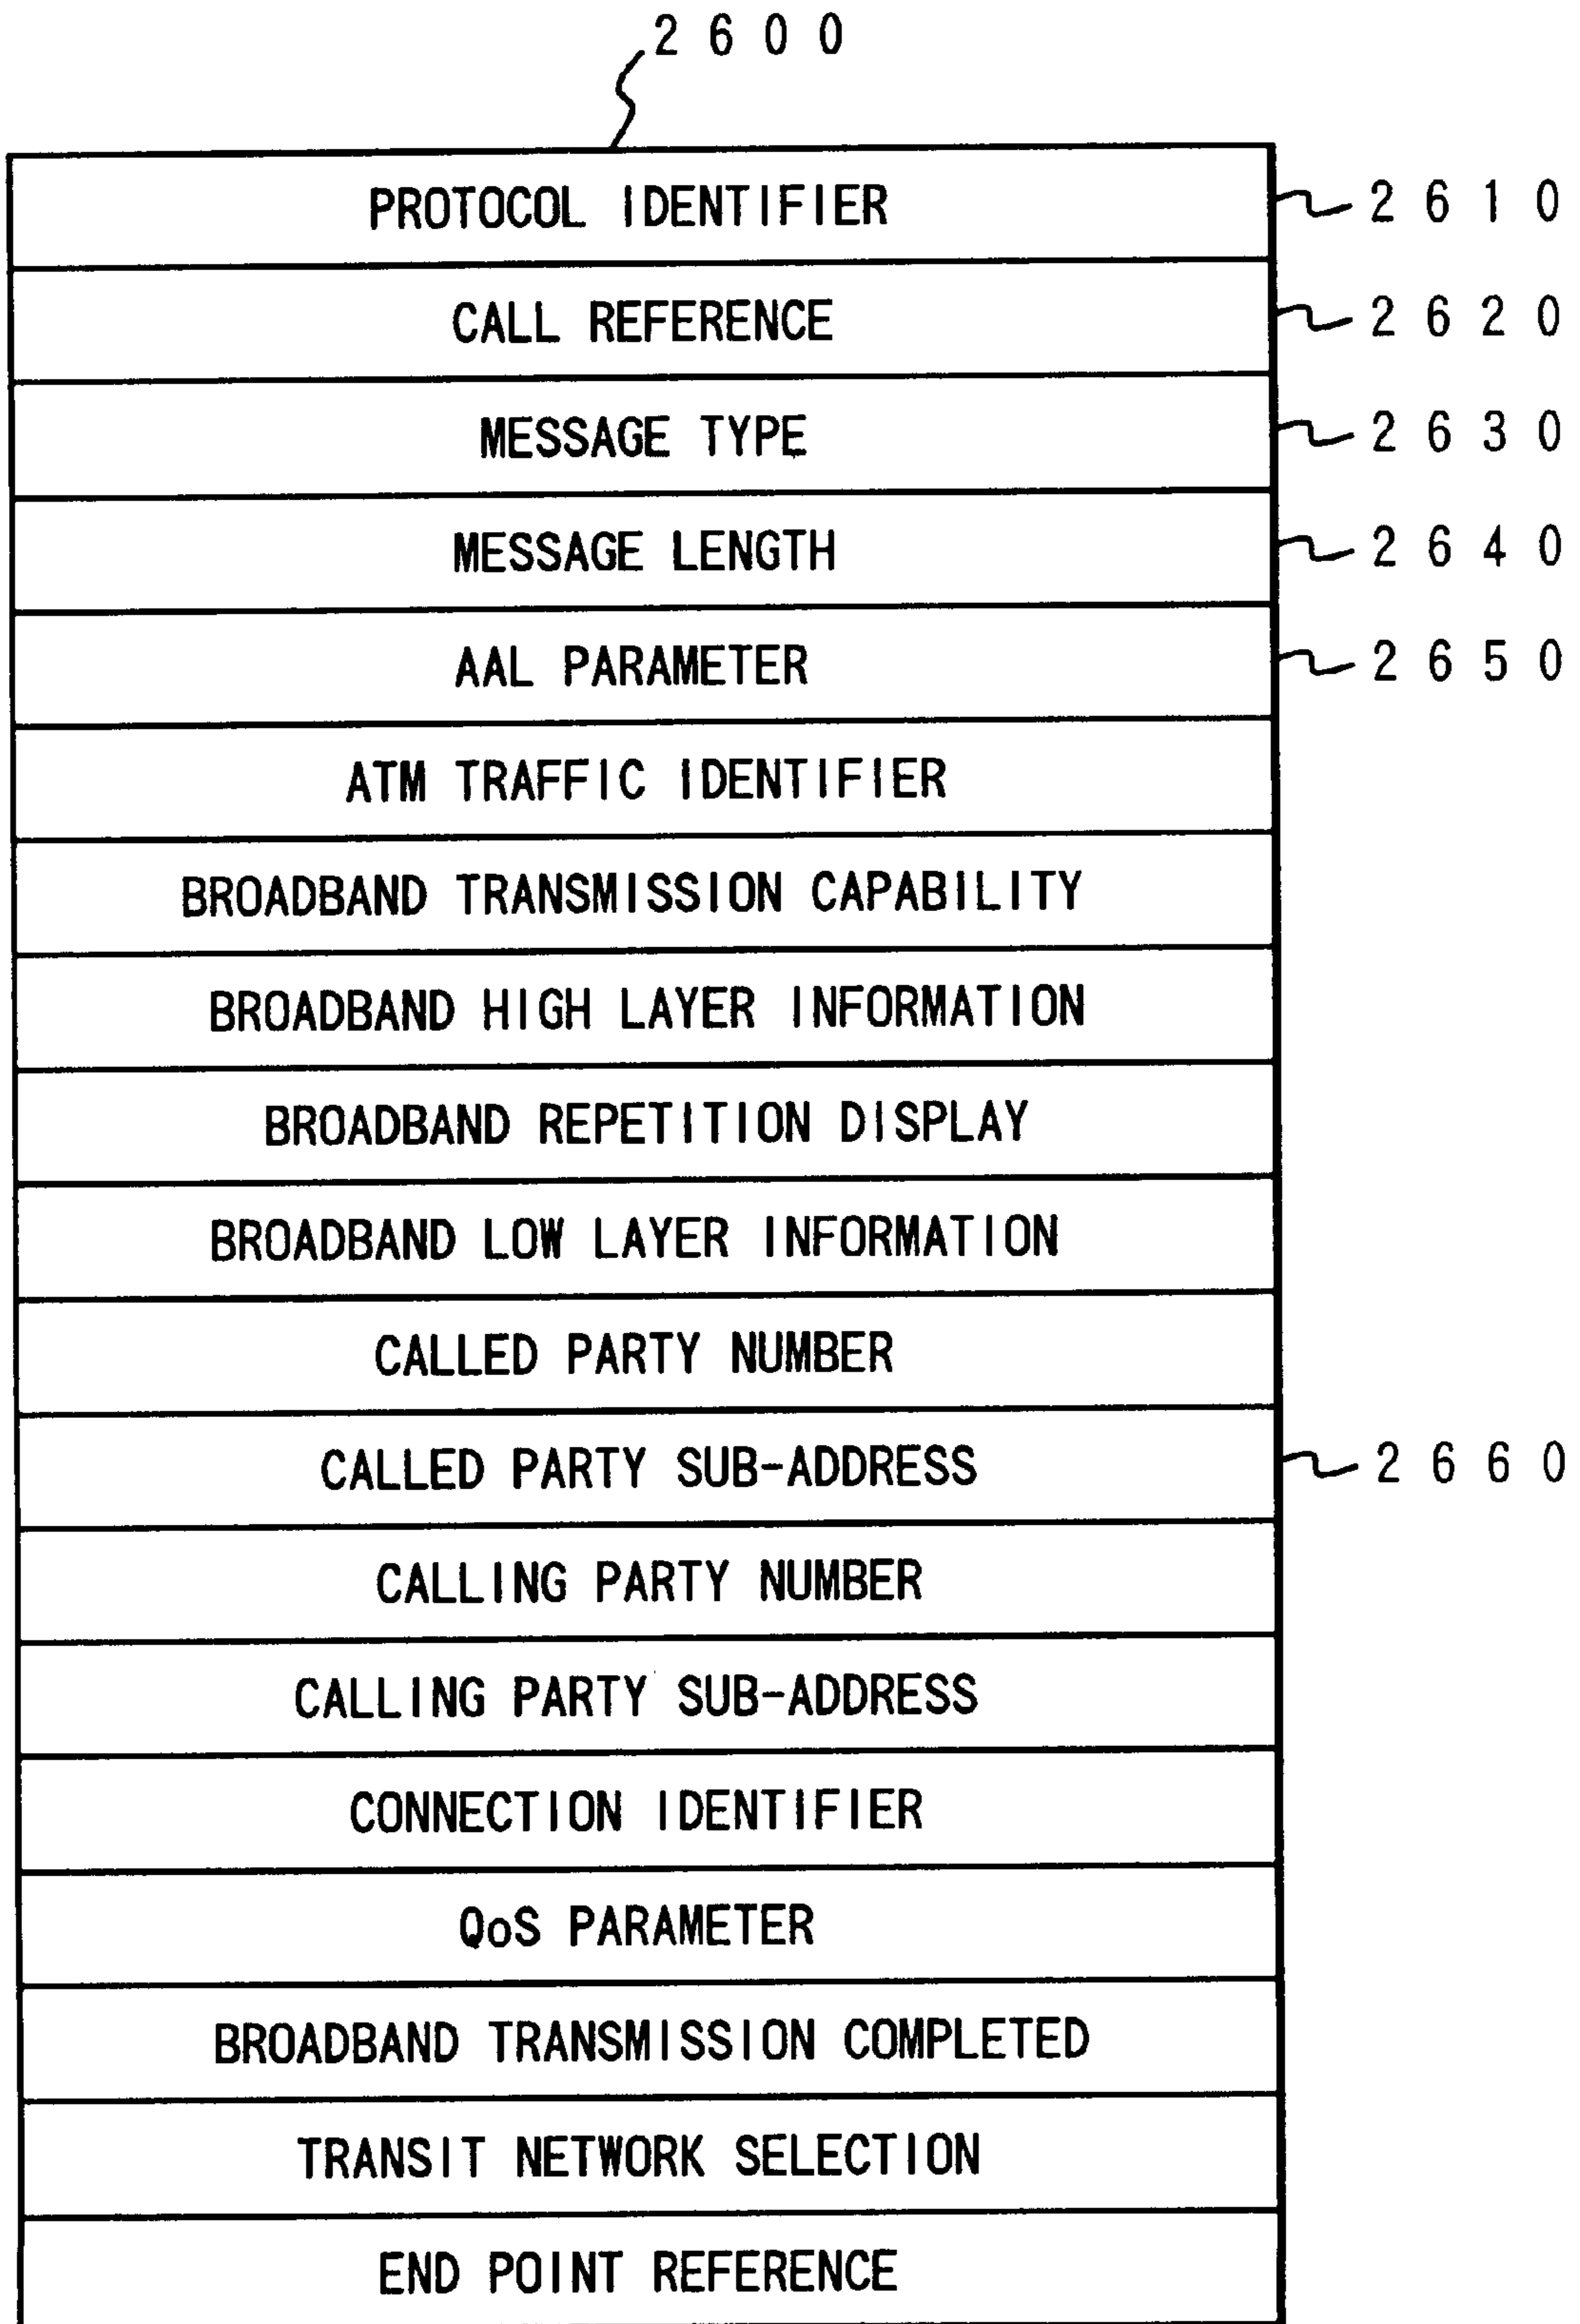 2600
PROTOCOL IDENTIFIER 2610
CALL REFERENCE 2620
MESSAGE TYPE 2630
MESSAGE LENGTH 2640
AAL PARAMETER 2650
ATM TRAFFIC IDENTIFIER
BROADBAND TRANSMISSION CAPABILITY
BROADBAND HIGH LAYER INFORMATION
BROADBAND REPETITION DISPLAY
BROADBAND LOW LAYER INFORMATION
CALLED PARTY NUMBER
CALLED PARTY SUB-ADDRESS 2660
CALLING PARTY NUMBER
CALLING PARTY SUB-ADDRESS
CONNECTION IDENTIFIER
QoS PARAMETER
BROADBAND TRANSMISSION COMPLETED
TRANSIT NETWORK SELECTION
END POINT REFERENCE